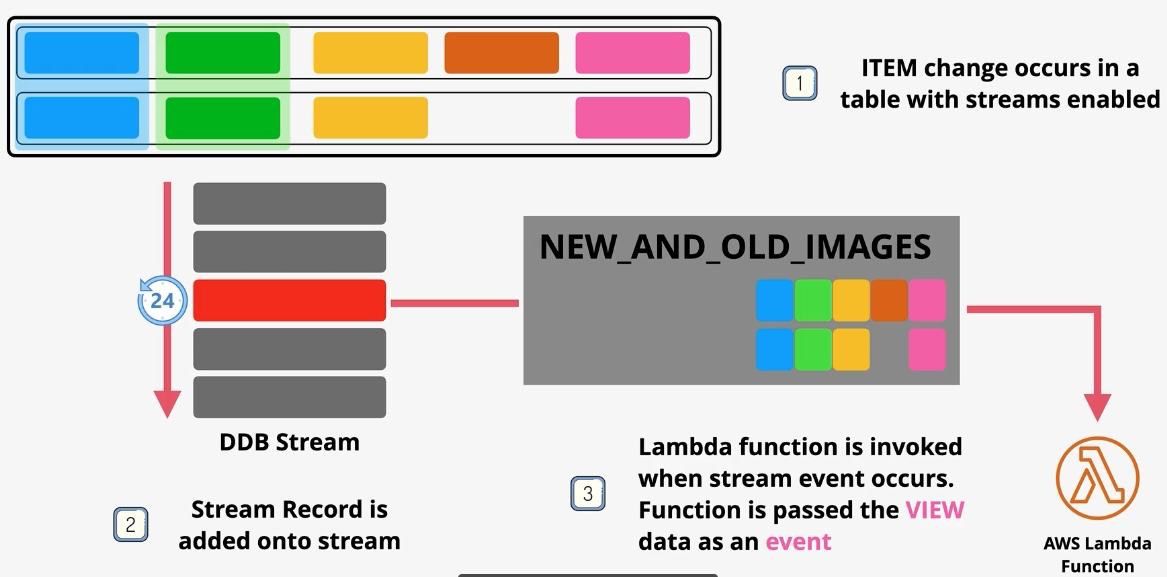 1
ITEM change occurs in a
table with streams enabled
NEW_AND_OLD_IMAGES
24
DDB Stream
2
Stream Record is
added onto stream
3
Lambda function is invoked
when stream event occurs.
Function is passed the VIEW
data as an event
AWS Lambda
Function